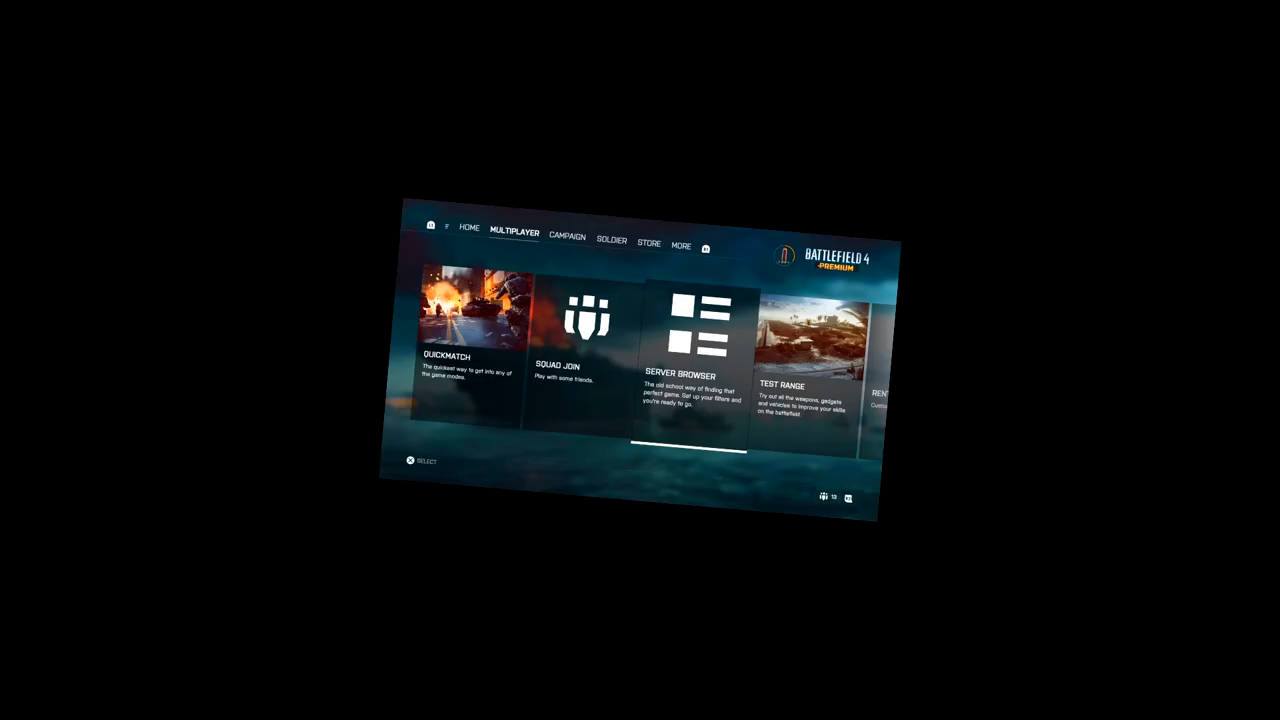 HOME MULTIPLAYER CAMPAIGN SOLDIER STORE MORE
BATTLEFIELD 4
PREMIUM
QUICKMATCH
The quickest way to get into any of
the game modes.
SQUAD JOIN
Play with some friends.
SERVER BROWSER
The old school way of finding that
perfect game. Set up your filters and
you're ready to go.
TEST RANGE
Try out all the weapons, gadgets
and vehicles to improve your skills
on the battlefield
RENT
SELECT
13